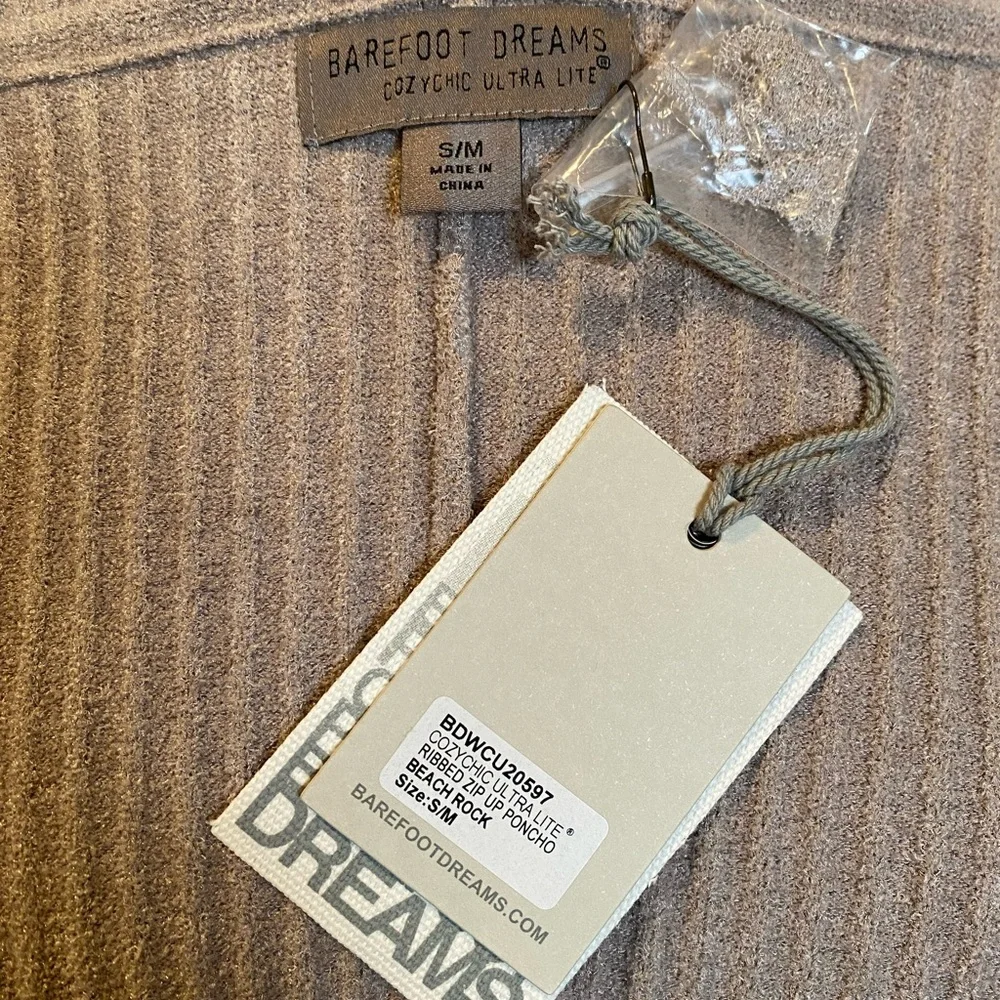 BAREFOOT DREAMS
COZYCHIC ULTRA LITE®
S/M
MADE IN
CHINA
BDWCU20597
COZYCHIC ULTRA LITE®
RIBBED ZIP UP PONCHO
BEACH ROCK
Size:S/M
BAREFOOTDREAMS.COM
DREAMS